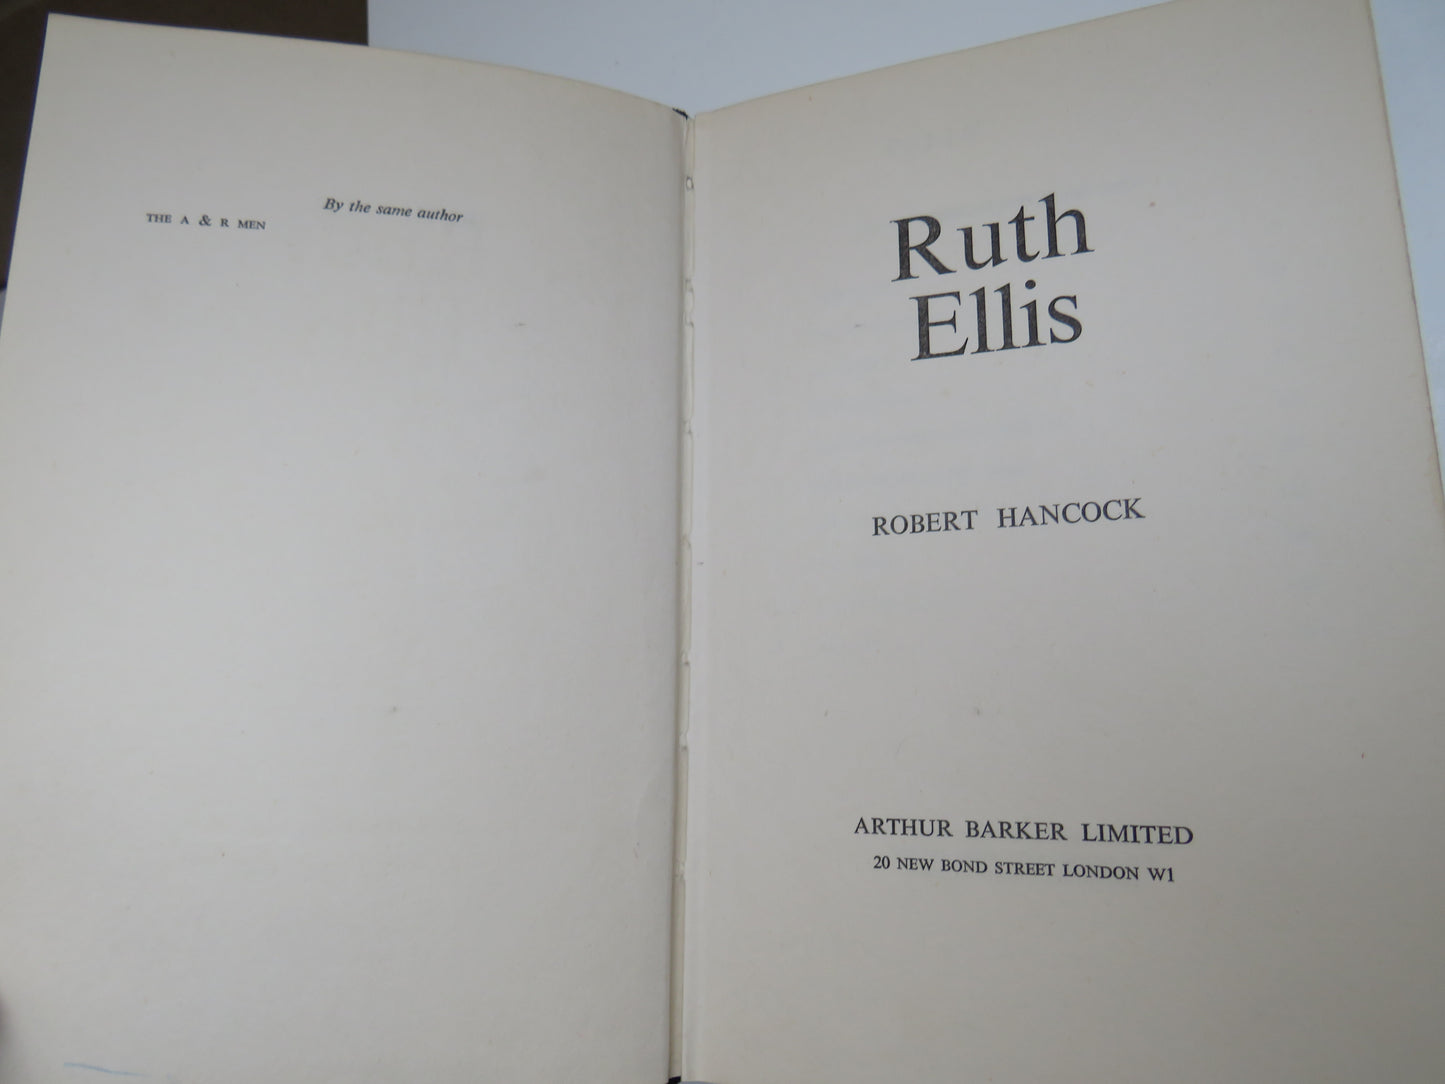 By the same author
THE A & R MEN
Ruth
Ellis
ROBERT HANCOCK
ARTHUR BARKER LIMITED
20 NEW BOND STREET LONDON W1